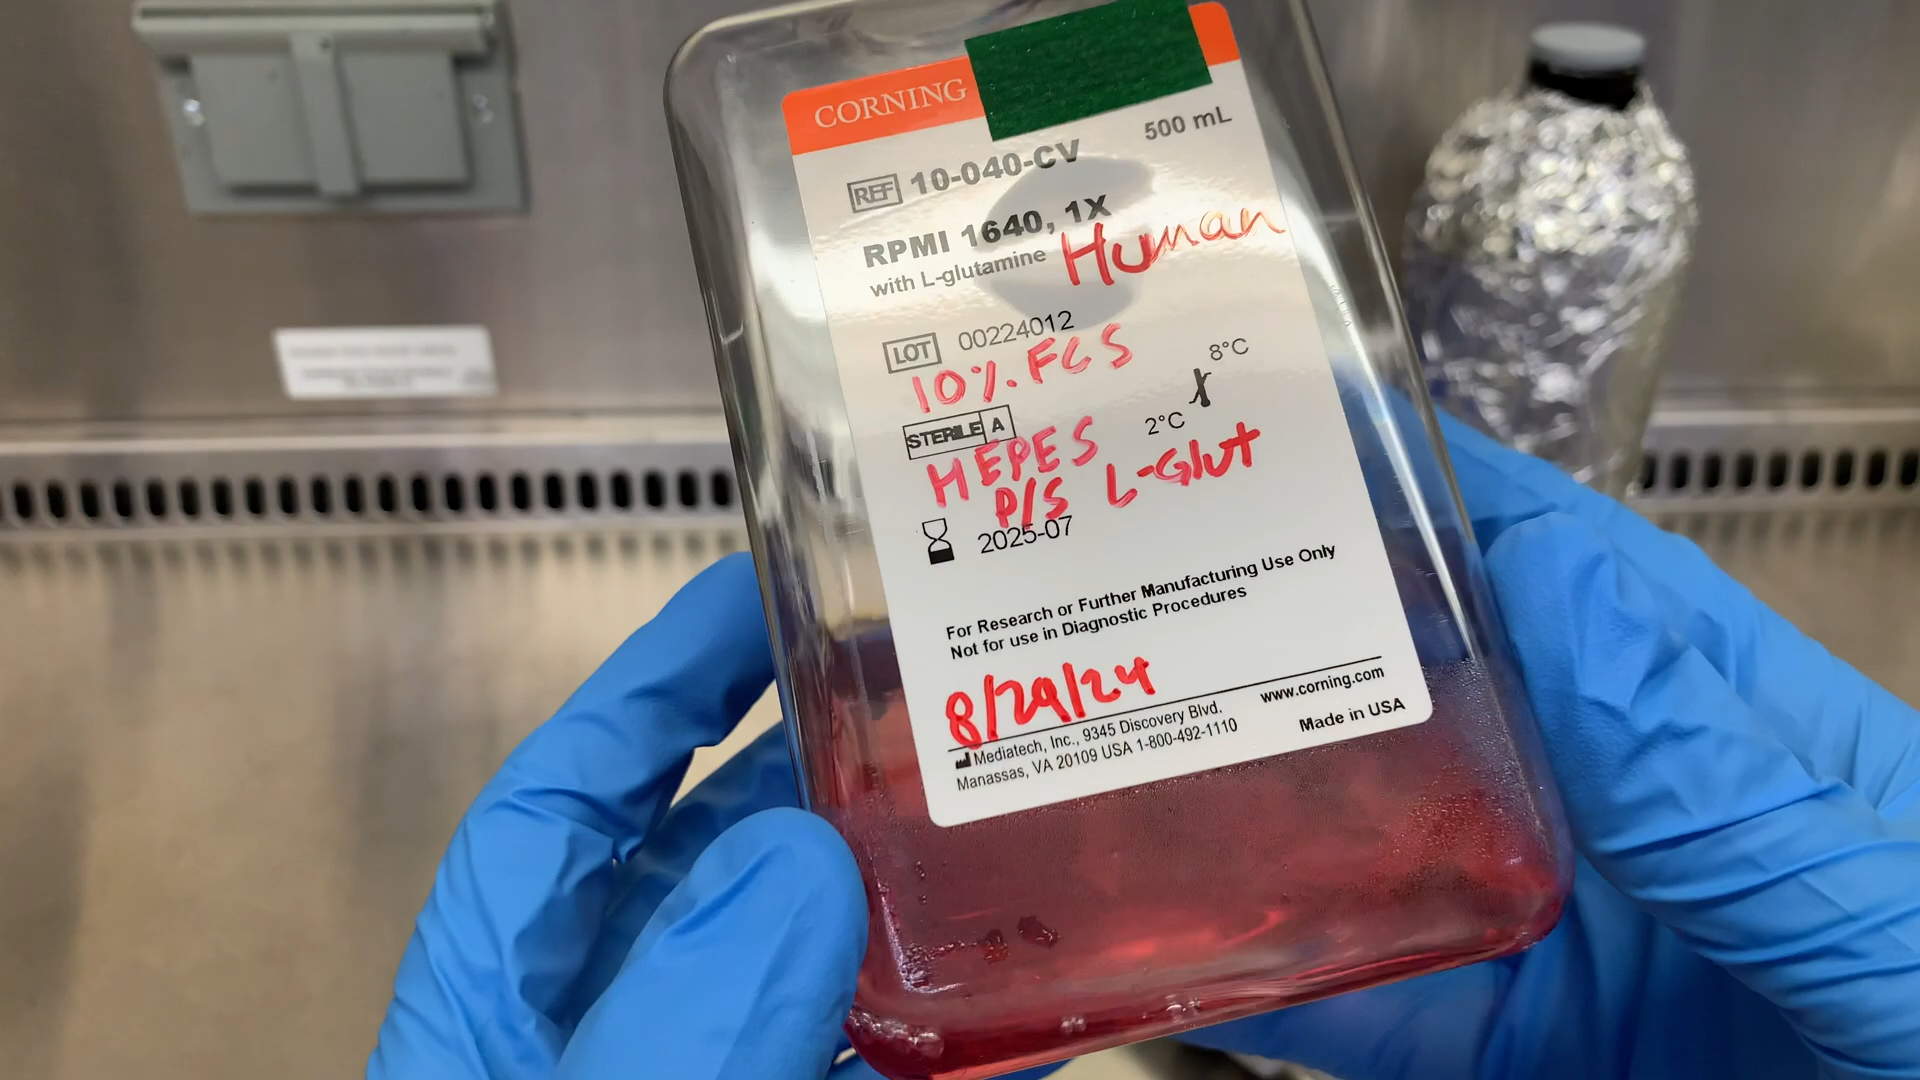 CORNING
500 mL
REF 10-040-CV
RPMI 1640, 1X
with L-glutamine Human
LOT 00224012
10% FCS
8°C
STERILE A
2°C
HEPES
P/S L-Glut
2025-07
For Research or Further Manufacturing Use Only
Not for use in Diagnostic Procedures
8/29/24
www.corning.com
Mediatech, Inc., 9345 Discovery Blvd.
Manassas, VA 20109 USA 1-800-492-1110
Made in USA